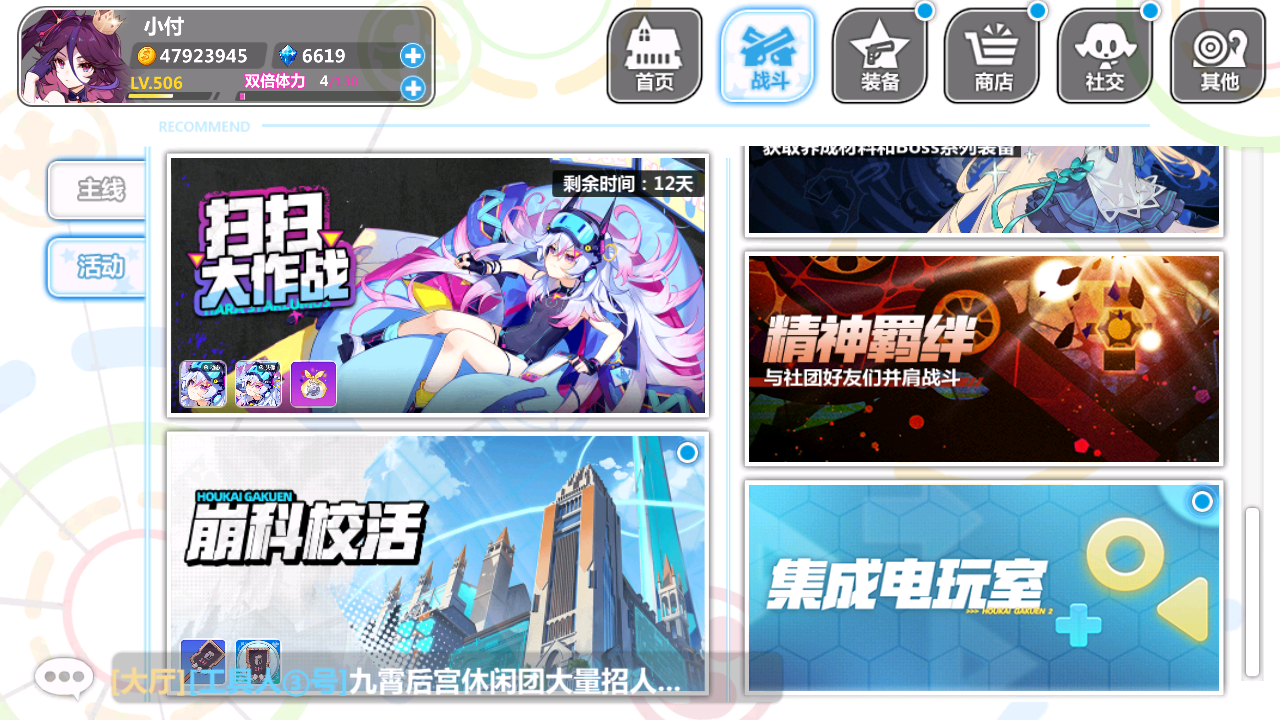 小付
47923945
6619
LV.506
双倍体力
4/130
首页
战斗
装备
商店
社交
其他
RECOMMEND
主线
活动
剩余时间：12天
扫扫
大作战
获取养成材料和Boss系列装备
精神羁绊
与社团好友们并肩战斗
HOUKAI GAKUEN
崩科校活
集成电玩室
>>> HOUKAI GAKUEN 2
[大厅][工具人③号]九霄后宫休闲团大量招人...